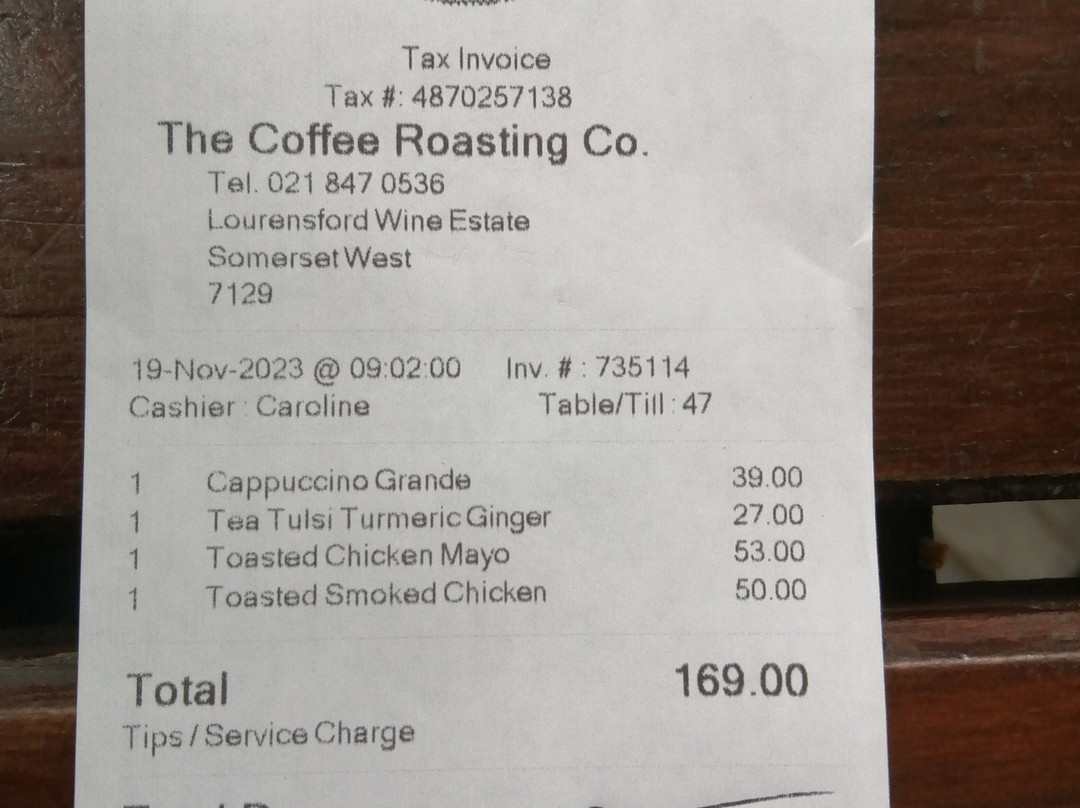 Tax Invoice
Tax #: 4870257138
The Coffee Roasting Co.
Tel. 021 847 0536
Lourensford Wine Estate
Somerset West
7129
19-Nov-2023 @ 09:02:00 Inv. # : 735114
Cashier : Caroline Table/Till : 47
1 Cappuccino Grande 39.00
1 Tea Tulsi Turmeric Ginger 27.00
1 Toasted Chicken Mayo 53.00
1 Toasted Smoked Chicken 50.00
Total 169.00
Tips / Service Charge